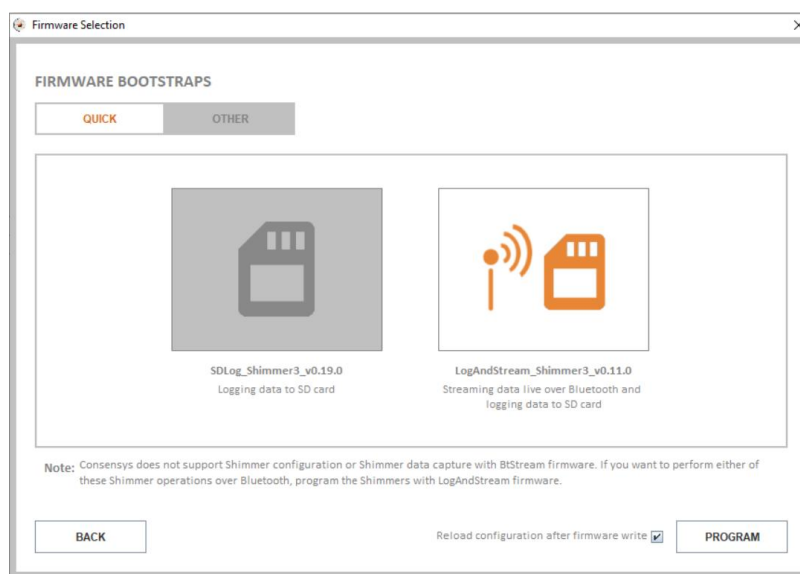 Firmware Selection
FIRMWARE BOOTSTRAPS
QUICK
OTHER
SDLog_Shimmer3_v0.19.0
Logging data to SD card
LogAndStream_Shimmer3_v0.11.0
Streaming data live over Bluetooth and
logging data to SD card
Note: Consensys does not support Shimmer configuration or Shimmer data capture with BtStream firmware. If you want to perform either of
these Shimmer operations over Bluetooth, program the Shimmers with LogAndStream firmware.
BACK
Reload configuration after firmware write
PROGRAM